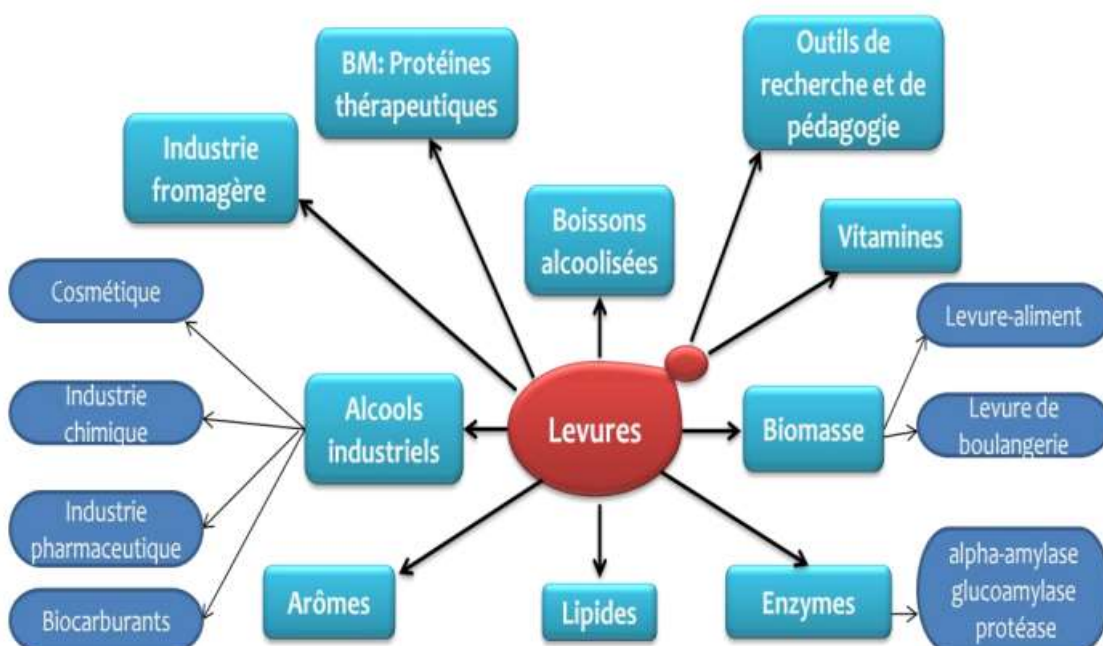 Outils de
recherche et de
pédagogie
BM: Protéines
thérapeutiques
Industrie
fromagère
Boissons
alcoolisées
Vitamines
Cosmétique
Levure-aliment
Industrie
chimique
Alcools
industriels
Levures
Biomasse
Levure de
boulangerie
Industrie
pharmaceutique
Biocarburants
Arômes
Lipides
Enzymes
alpha-amylase
glucoamylase
protéase